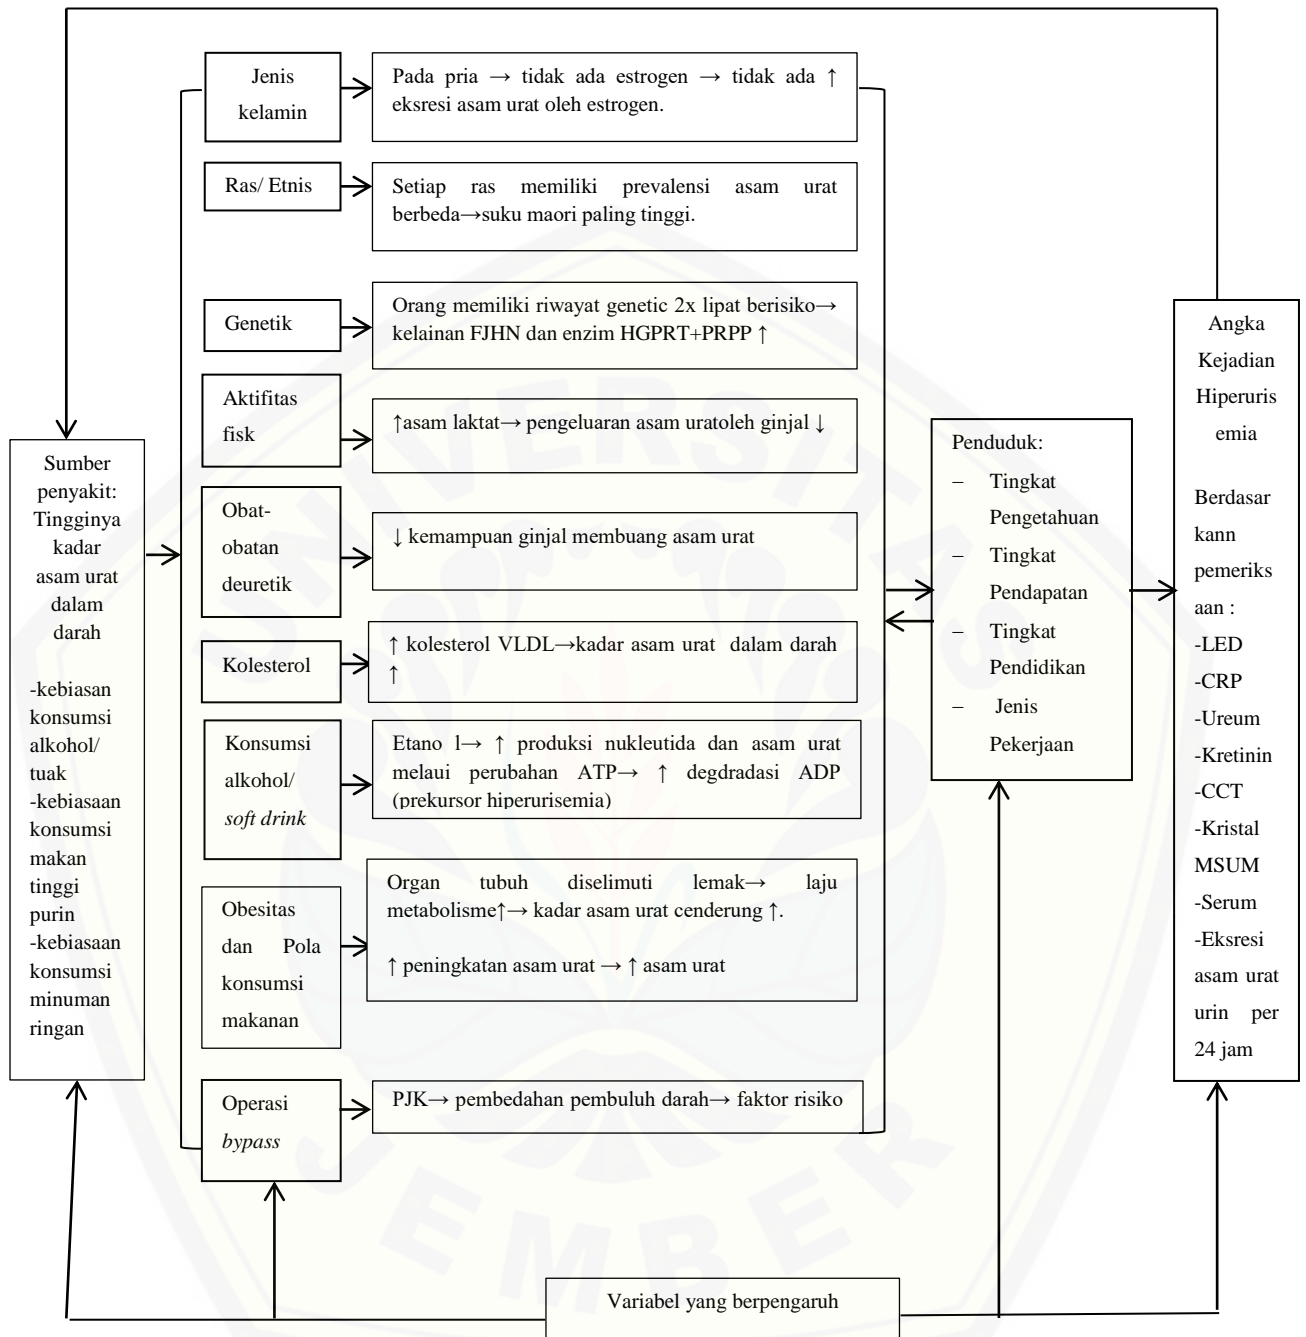 Jenis
kelamin
Pada pria → tidak ada estrogen → tidak ada ↑
eksresi asam urat oleh estrogen.
Ras/ Etnis
Setiap ras memiliki prevalensi asam urat
berbeda→suku maori paling tinggi.
Genetik
Orang memiliki riwayat genetic 2x lipat berisiko→
kelainan FJHN dan enzim HGPRT+PRPP ↑
Aktifitas
fisk
↑asam laktat→ pengeluaran asam uratoleh ginjal ↓
Obat-
obatan
deuretik
↓ kemampuan ginjal membuang asam urat
Kolesterol
↑ kolesterol VLDL→kadar asam urat dalam darah
↑
Konsumsi
alkohol/
soft drink
Etano l→ ↑ produksi nukleutida dan asam urat
melaui perubahan ATP→ ↑ degdradasi ADP
(prekursor hiperurisemia)
Obesitas
dan Pola
konsumsi
makanan
Organ tubuh diselimuti lemak→ laju
metabolisme↑→ kadar asam urat cenderung ↑.
↑ peningkatan asam urat → ↑ asam urat
Operasi
bypass
PJK→ pembedahan pembuluh darah→ faktor risiko
Sumber
penyakit:
Tingginya
kadar
asam urat
dalam
darah
-kebiasan
konsumsi
alkohol/
tuak
-kebiasaan
konsumsi
makan
tinggi
purin
-kebiasaan
konsumsi
minuman
ringan
Penduduk:
– Tingkat
Pengetahuan
– Tingkat
Pendapatan
– Tingkat
Pendidikan
– Jenis
Pekerjaan
Angka
Kejadian
Hiperuris
emia
Berdasar
kann
pemeriks
aan :
-LED
-CRP
-Ureum
-Kretinin
-CCT
-Kristal
MSUM
-Serum
-Eksresi
asam urat
urin per
24 jam
Variabel yang berpengaruh
UNIVERSITAS
JEMBER